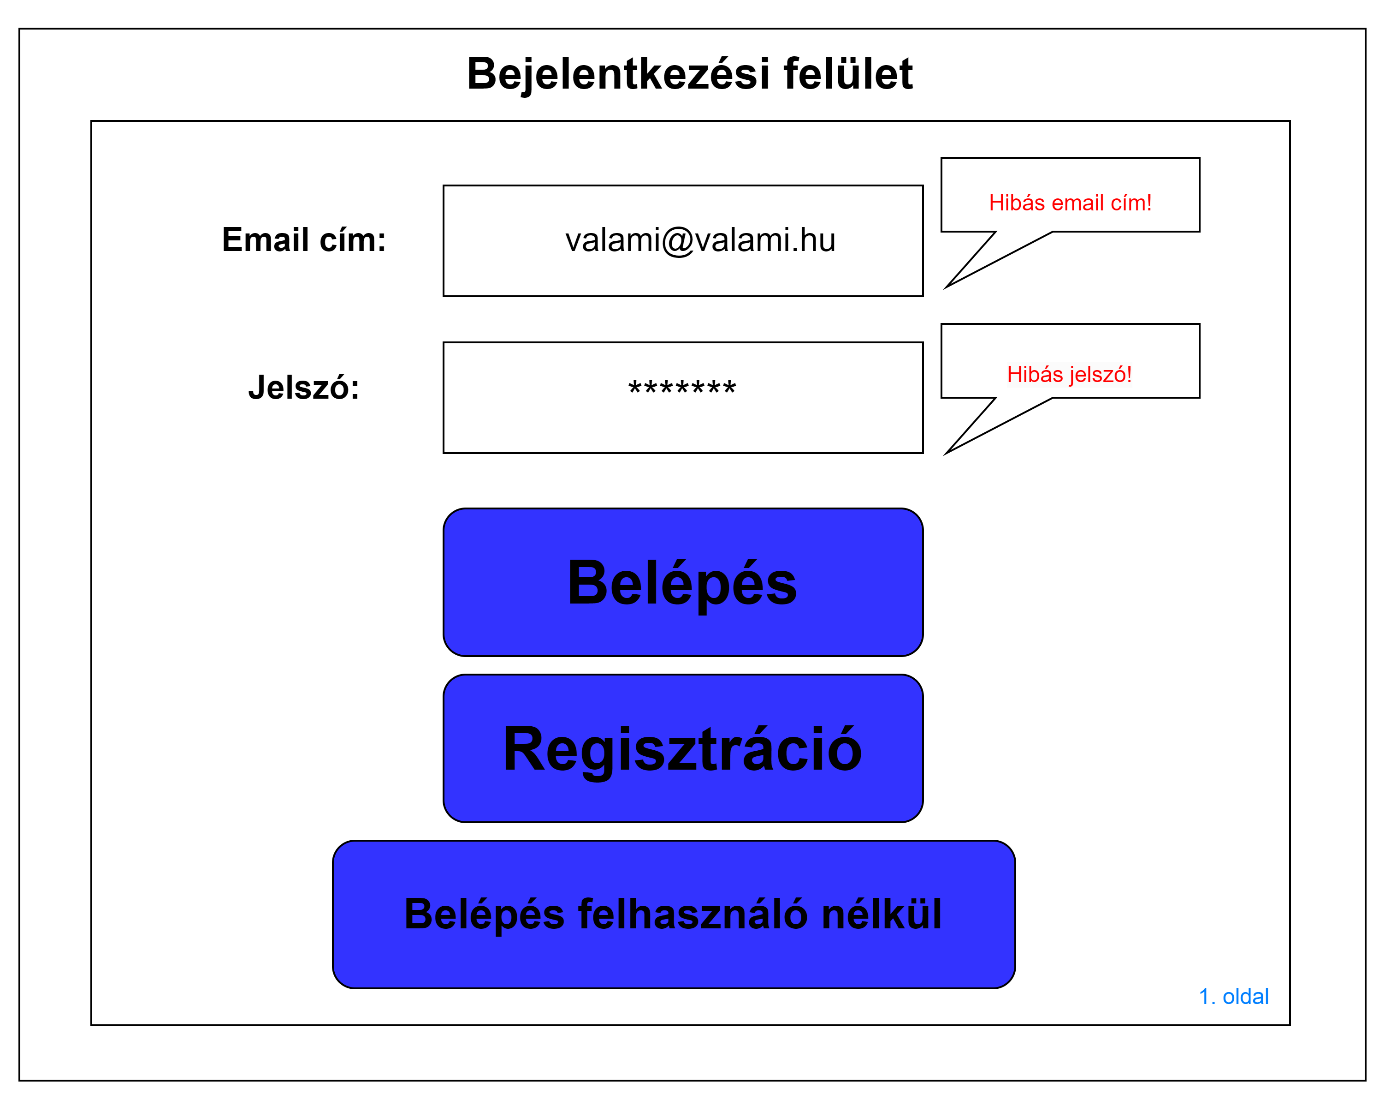 Bejelentkezési felület
Email cím:
valami@valami.hu
Hibás email cím!
Jelszó:
*******
Hibás jelszó!
Belépés
Regisztráció
Belépés felhasználó nélkül
1. oldal